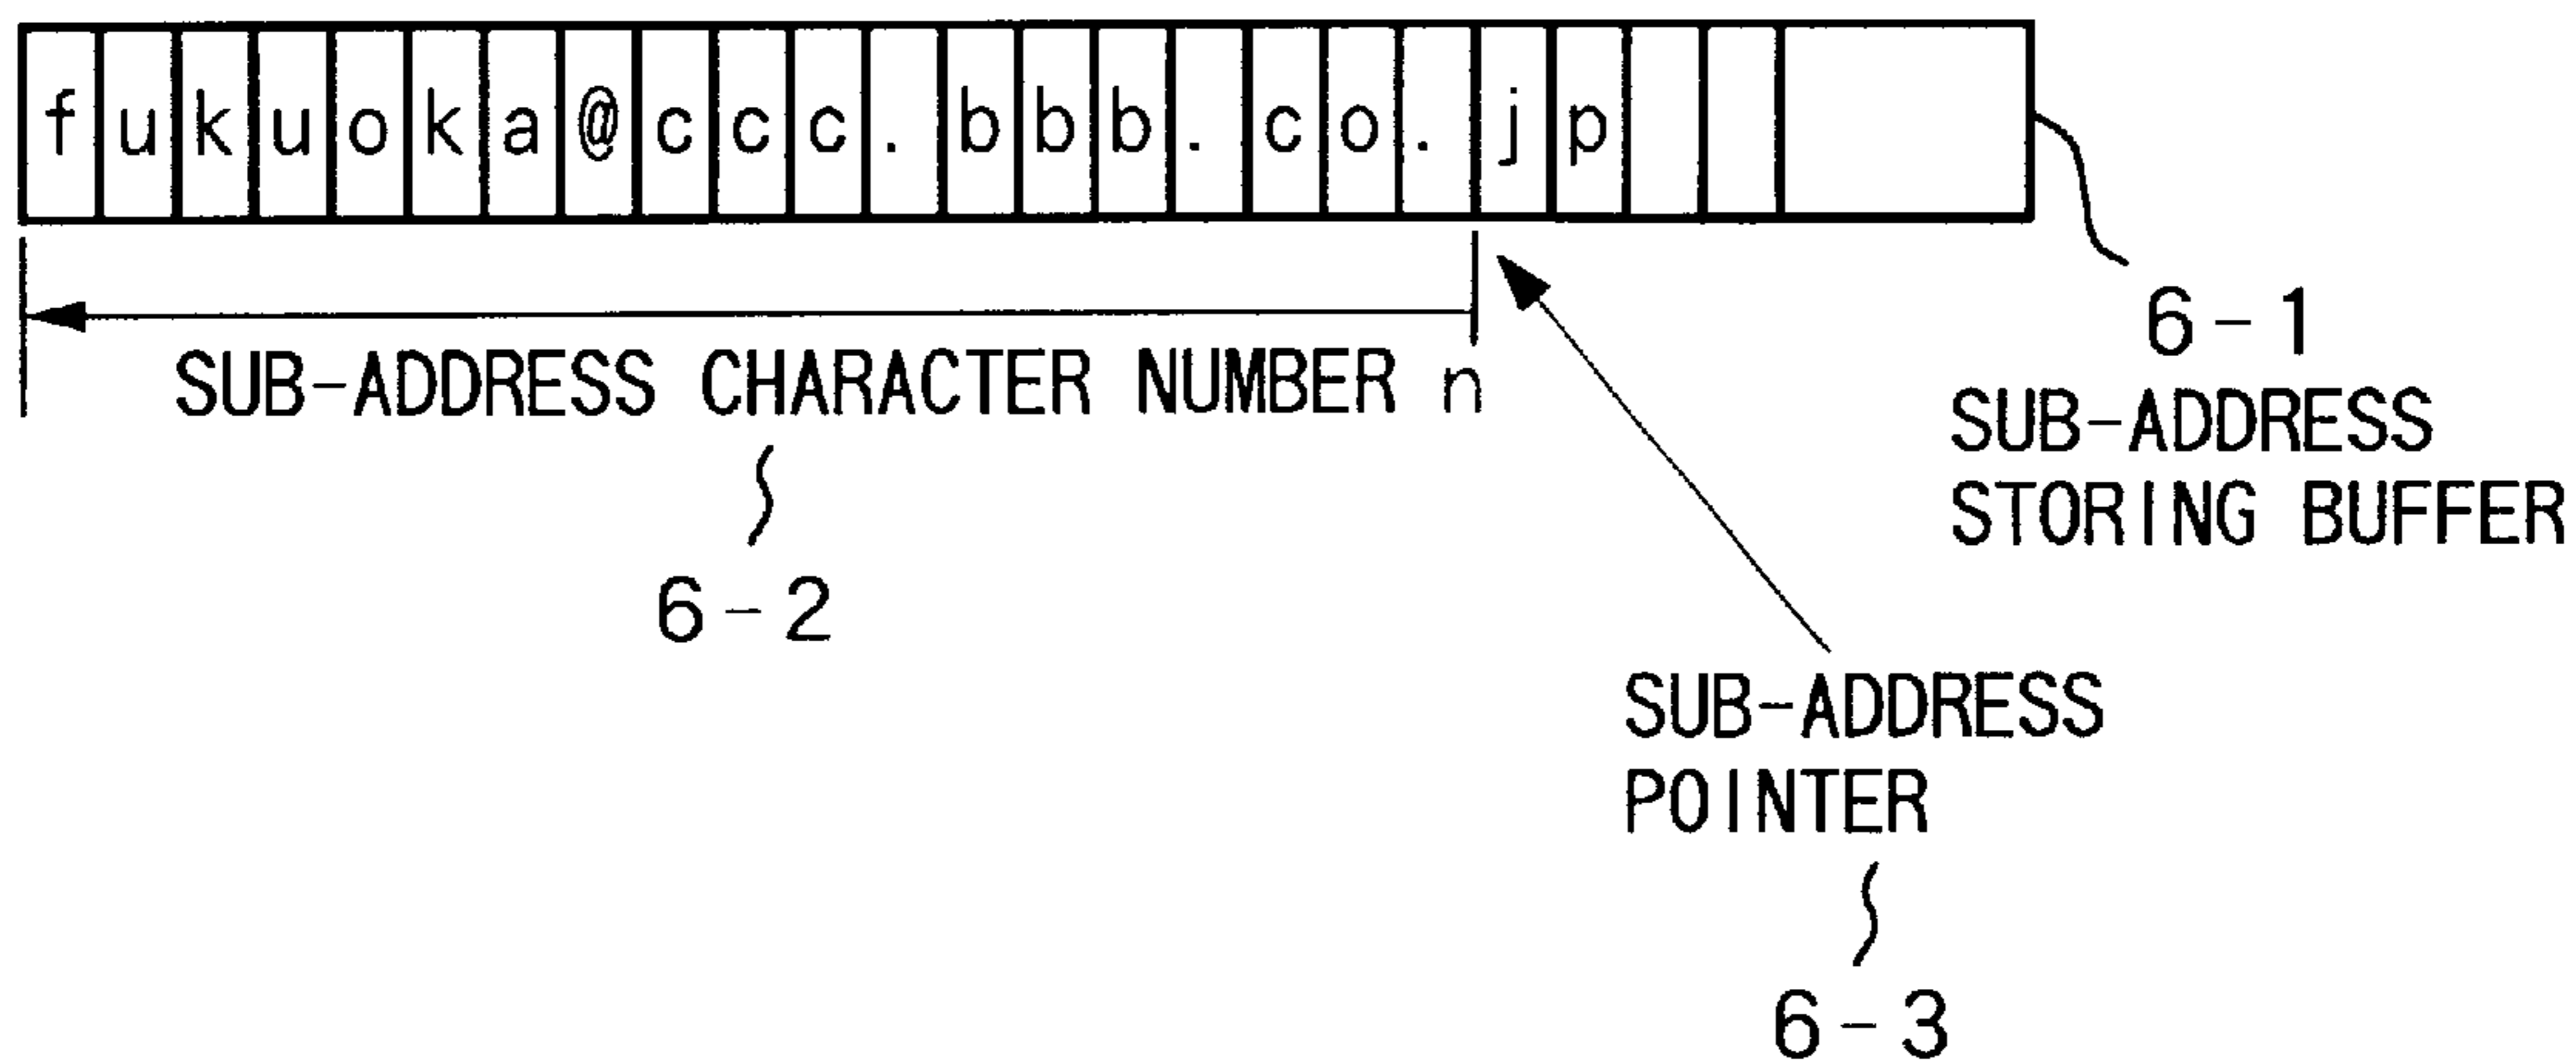 fukuoka@ccc.bbb.co.jp
SUB-ADDRESS CHARACTER NUMBER n
6-2
6-1
SUB-ADDRESS
STORING BUFFER
SUB-ADDRESS
POINTER
6-3